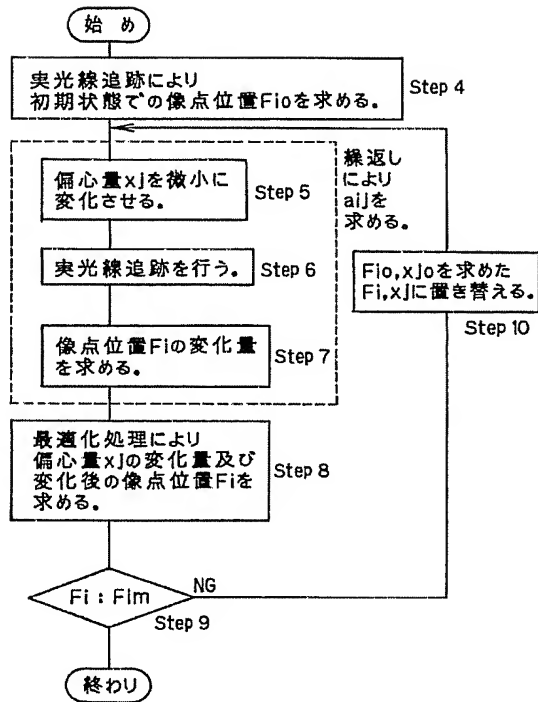 始め
実光線追跡により
初期状態での像点位置Fioを求める。
Step 4
繰返し
により
aijを
求める。
偏心量xjを微小に
変化させる。
Step 5
実光線追跡を行う。
Step 6
像点位置Fiの変化量
を求める。
Step 7
Fio,xjoを求めた
Fi,xjに置き替える。
Step 10
最適化処理により
偏心量xjの変化量及び
変化後の像点位置Fiを
求める。
Step 8
Fi:Fim
NG
Step 9
終わり